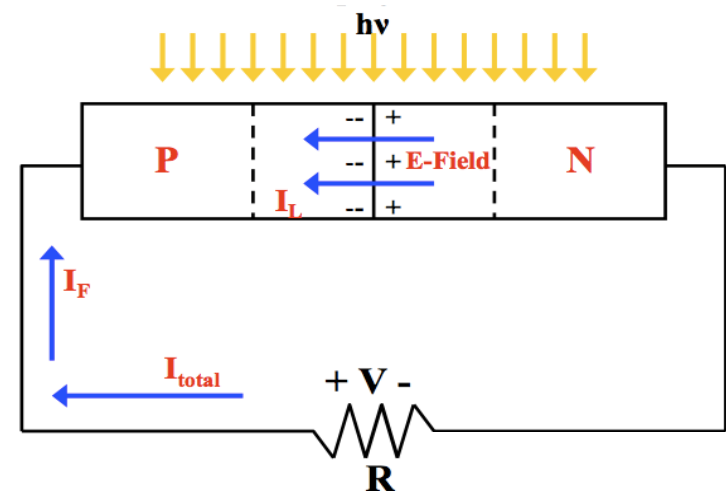 hν
-- +
P -- + E-Field N
I_L -- +
I_F
I_total
+ V -
R